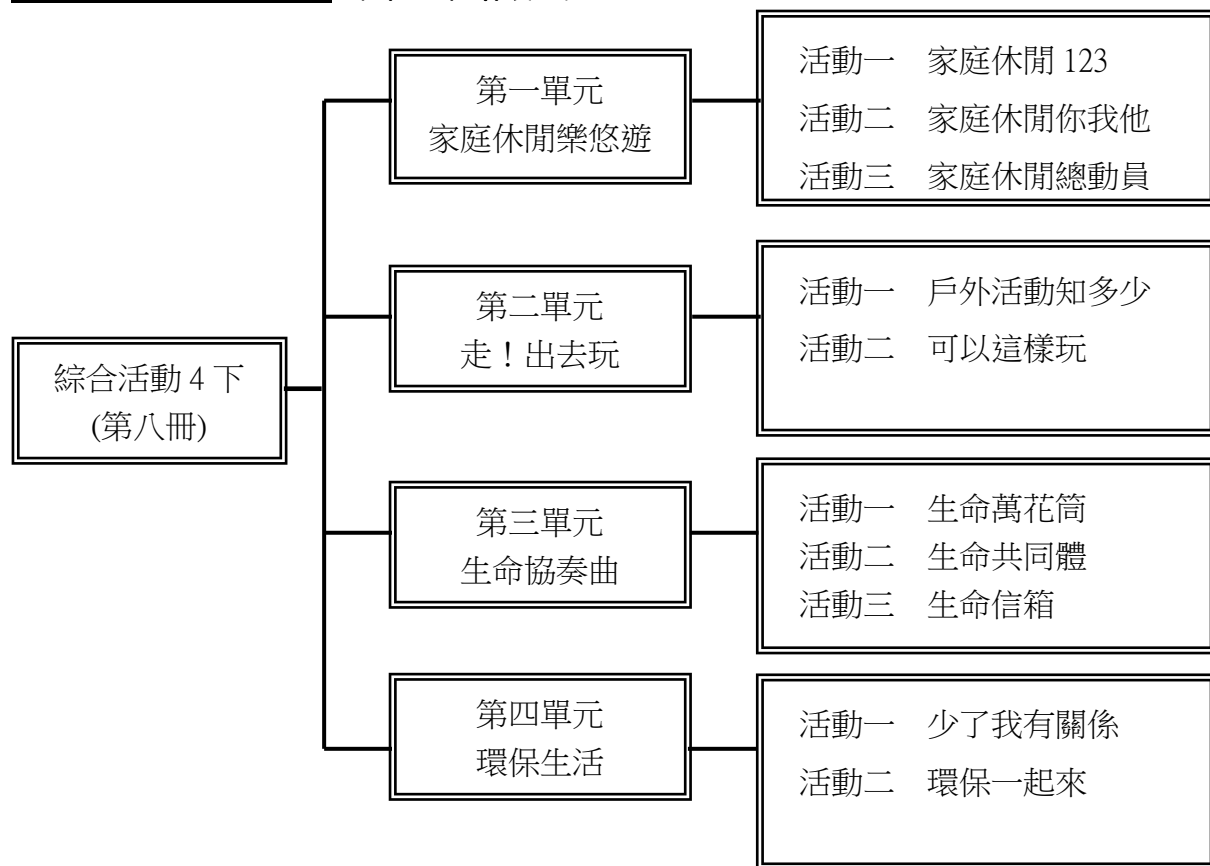 綜合活動 4 下
(第八冊)
第一單元
家庭休閒樂悠遊
活動一　家庭休閒 123
活動二　家庭休閒你我他
活動三　家庭休閒總動員
第二單元
走！出去玩
活動一　戶外活動知多少
活動二　可以這樣玩
第三單元
生命協奏曲
活動一　生命萬花筒
活動二　生命共同體
活動三　生命信箱
第四單元
環保生活
活動一　少了我有關係
活動二　環保一起來